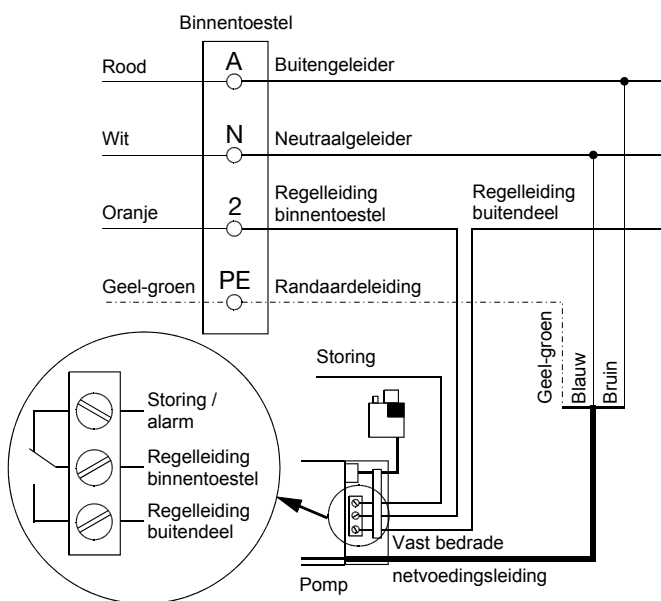 Binnentoestel
Rood
A
Buitengeleider
Wit
N
Neutraalgeleider
Oranje
2
Regelleiding
binnentoestel
Regelleiding
buitendeel
Geel-groen
PE
Randaardeleiding
Geel-groen
Blauw
Bruin
Storing
Storing /
alarm
Regelleiding
binnentoestel
Regelleiding
buitendeel
Vast bedrade
netvoedingsleiding
Pomp